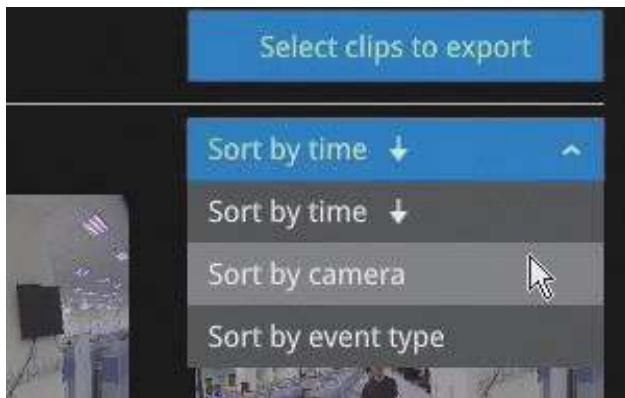 Select clips to export
Sort by time ↓
Sort by time ↓
Sort by camera
Sort by event type